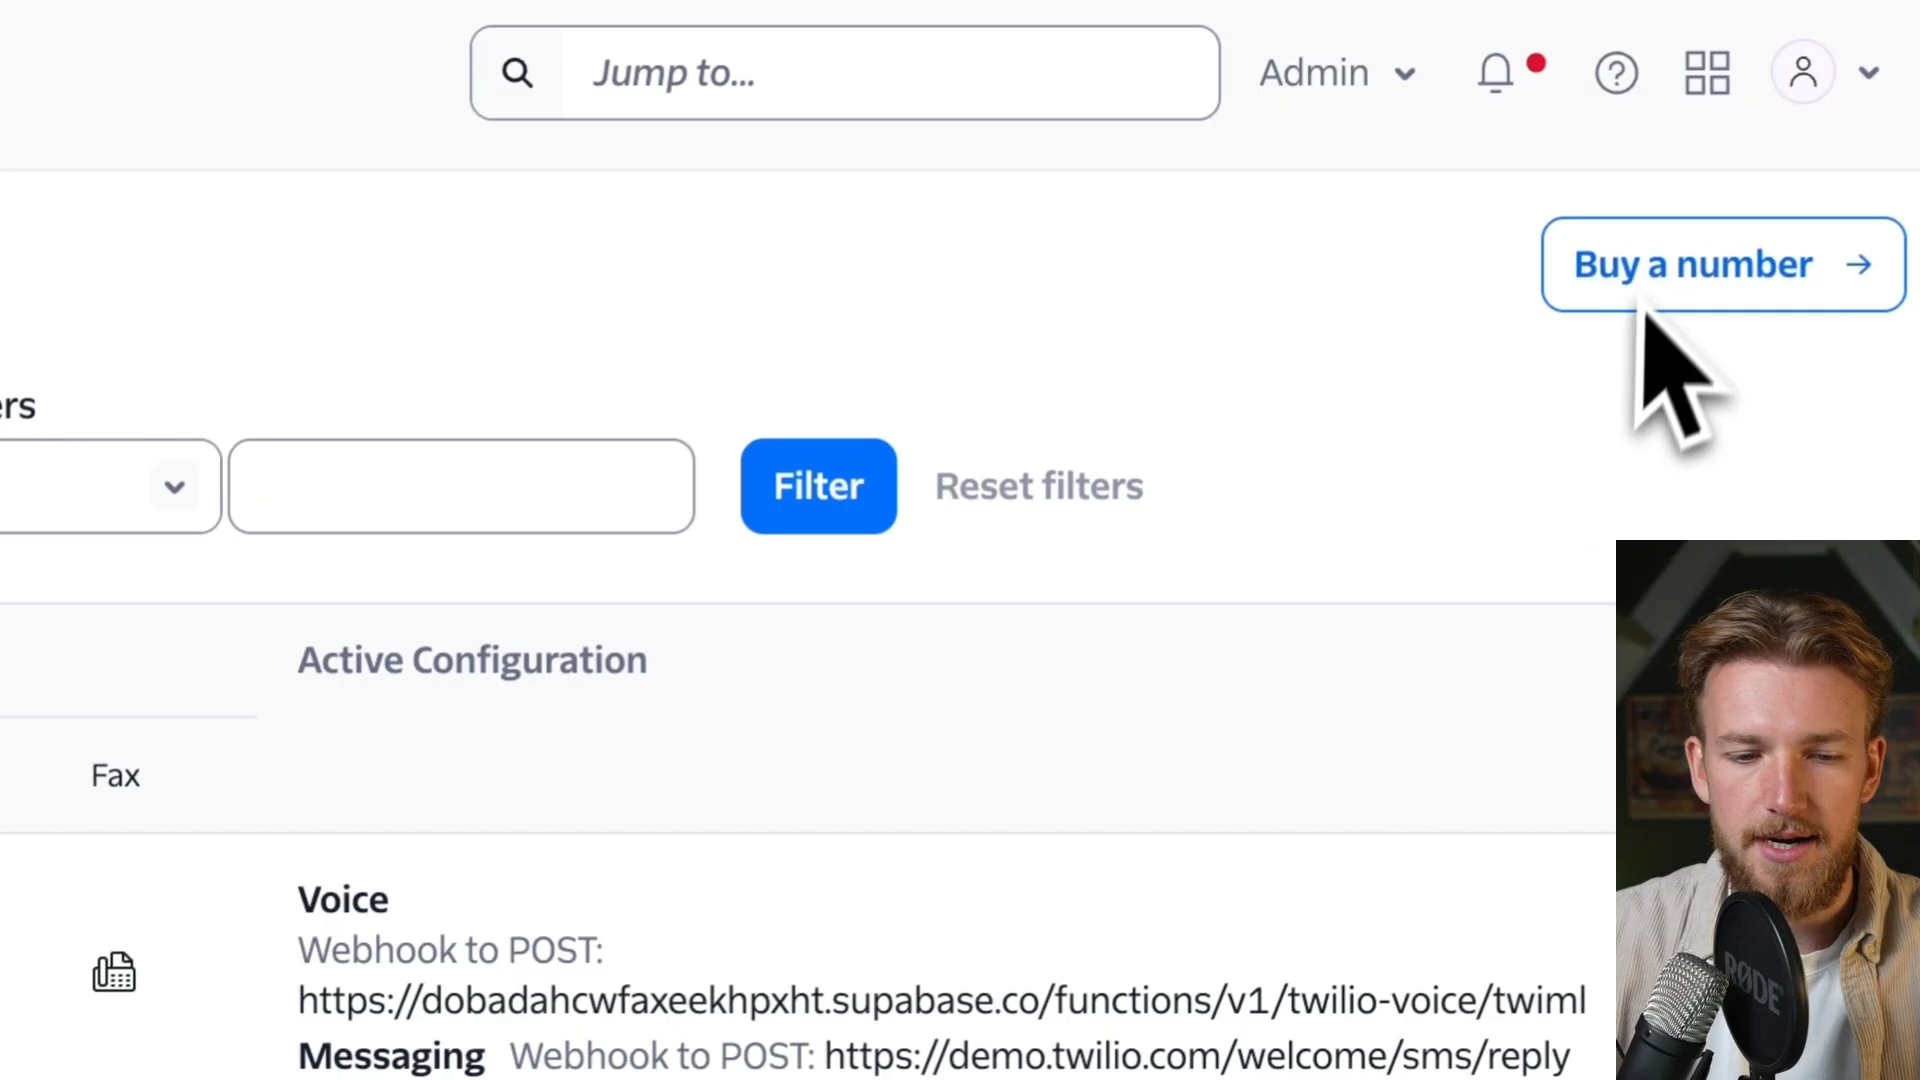 Jump to...
Admin
Buy a number →
ers
Filter
Reset filters
Active Configuration
Fax
Voice
Webhook to POST:
https://dobadahcwfaxeekhpxht.supabase.co/functions/v1/twilio-voice/twiml
Messaging Webhook to POST: https://demo.twilio.com/welcome/sms/reply
RØDE